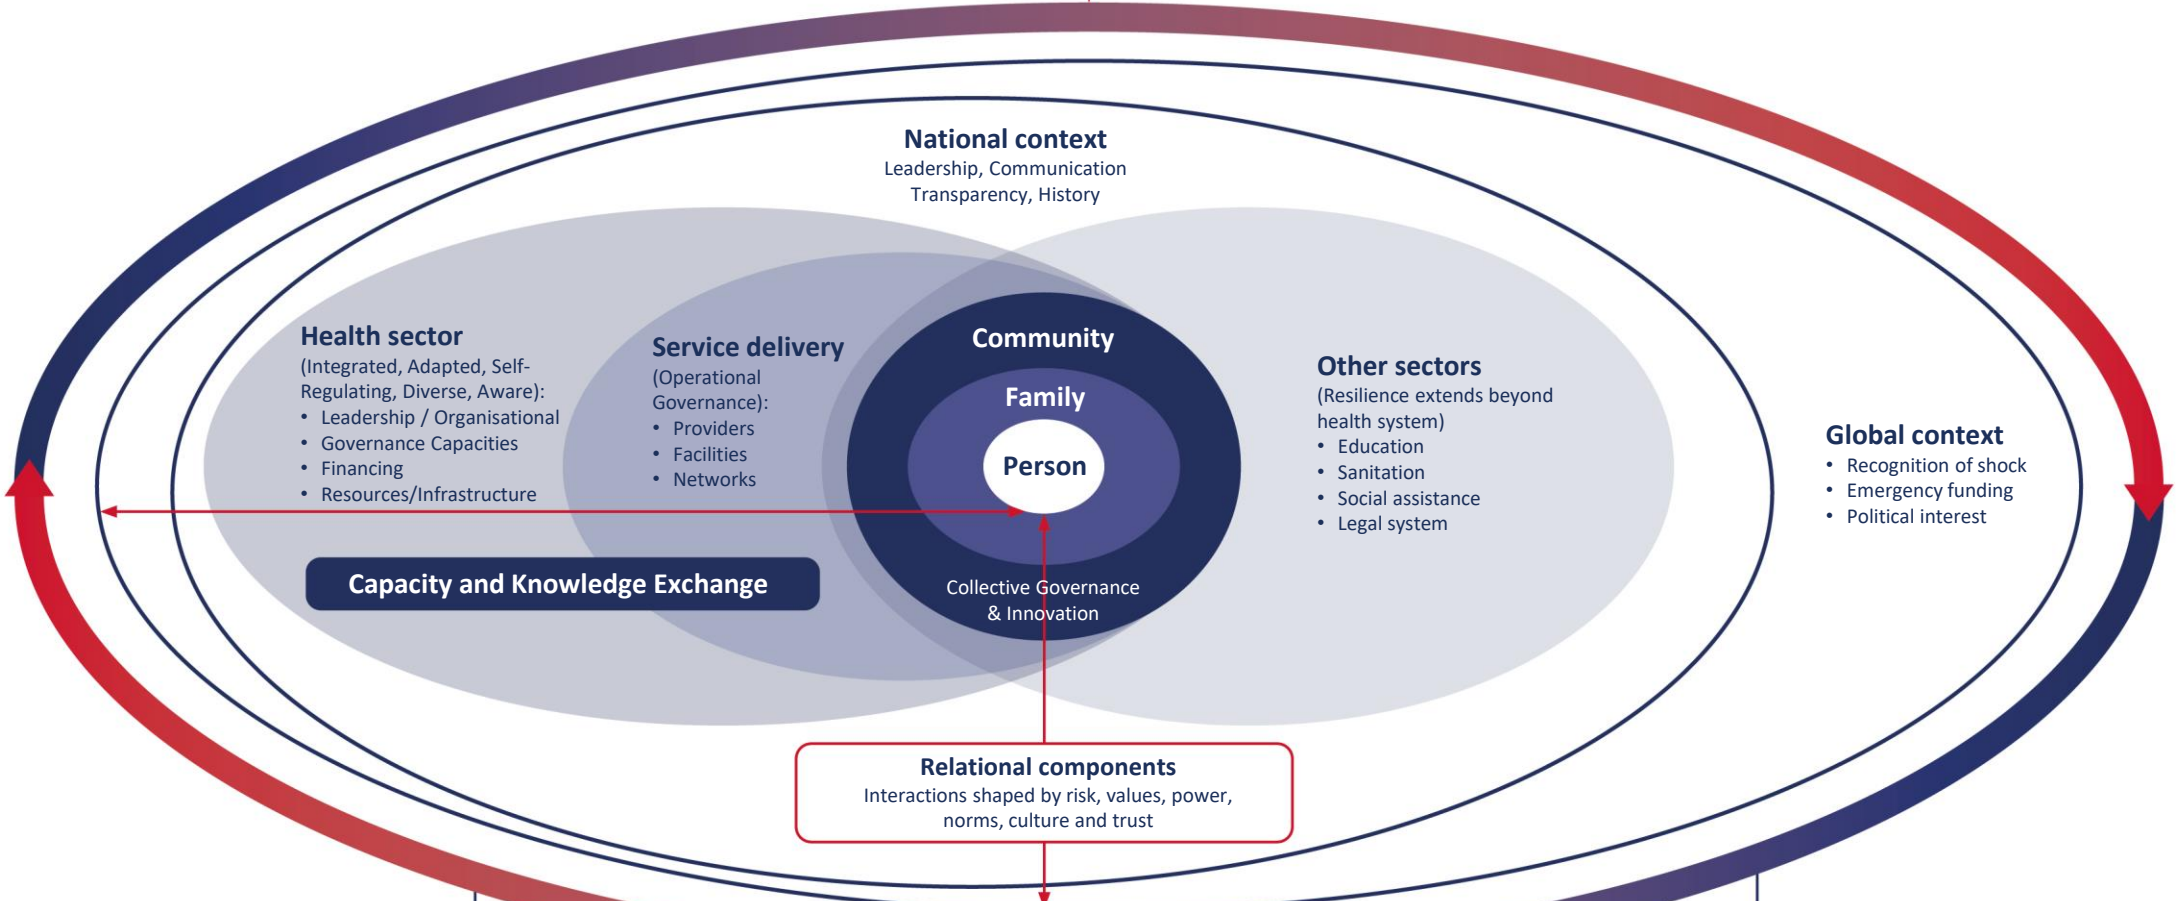 National context
Leadership, Communication
Transparency, History
Health sector
(Integrated, Adapted, Self-
Regulating, Diverse, Aware):
• Leadership / Organisational
• Governance Capacities
• Financing
• Resources/Infrastructure
Service delivery
(Operational
Governance):
• Providers
• Facilities
• Networks
Community
Family
Person
Collective Governance
& Innovation
Other sectors
(Resilience extends beyond
health system)
• Education
• Sanitation
• Social assistance
• Legal system
Global context
• Recognition of shock
• Emergency funding
• Political interest
Capacity and Knowledge Exchange
Relational components
Interactions shaped by risk, values, power,
norms, culture and trust